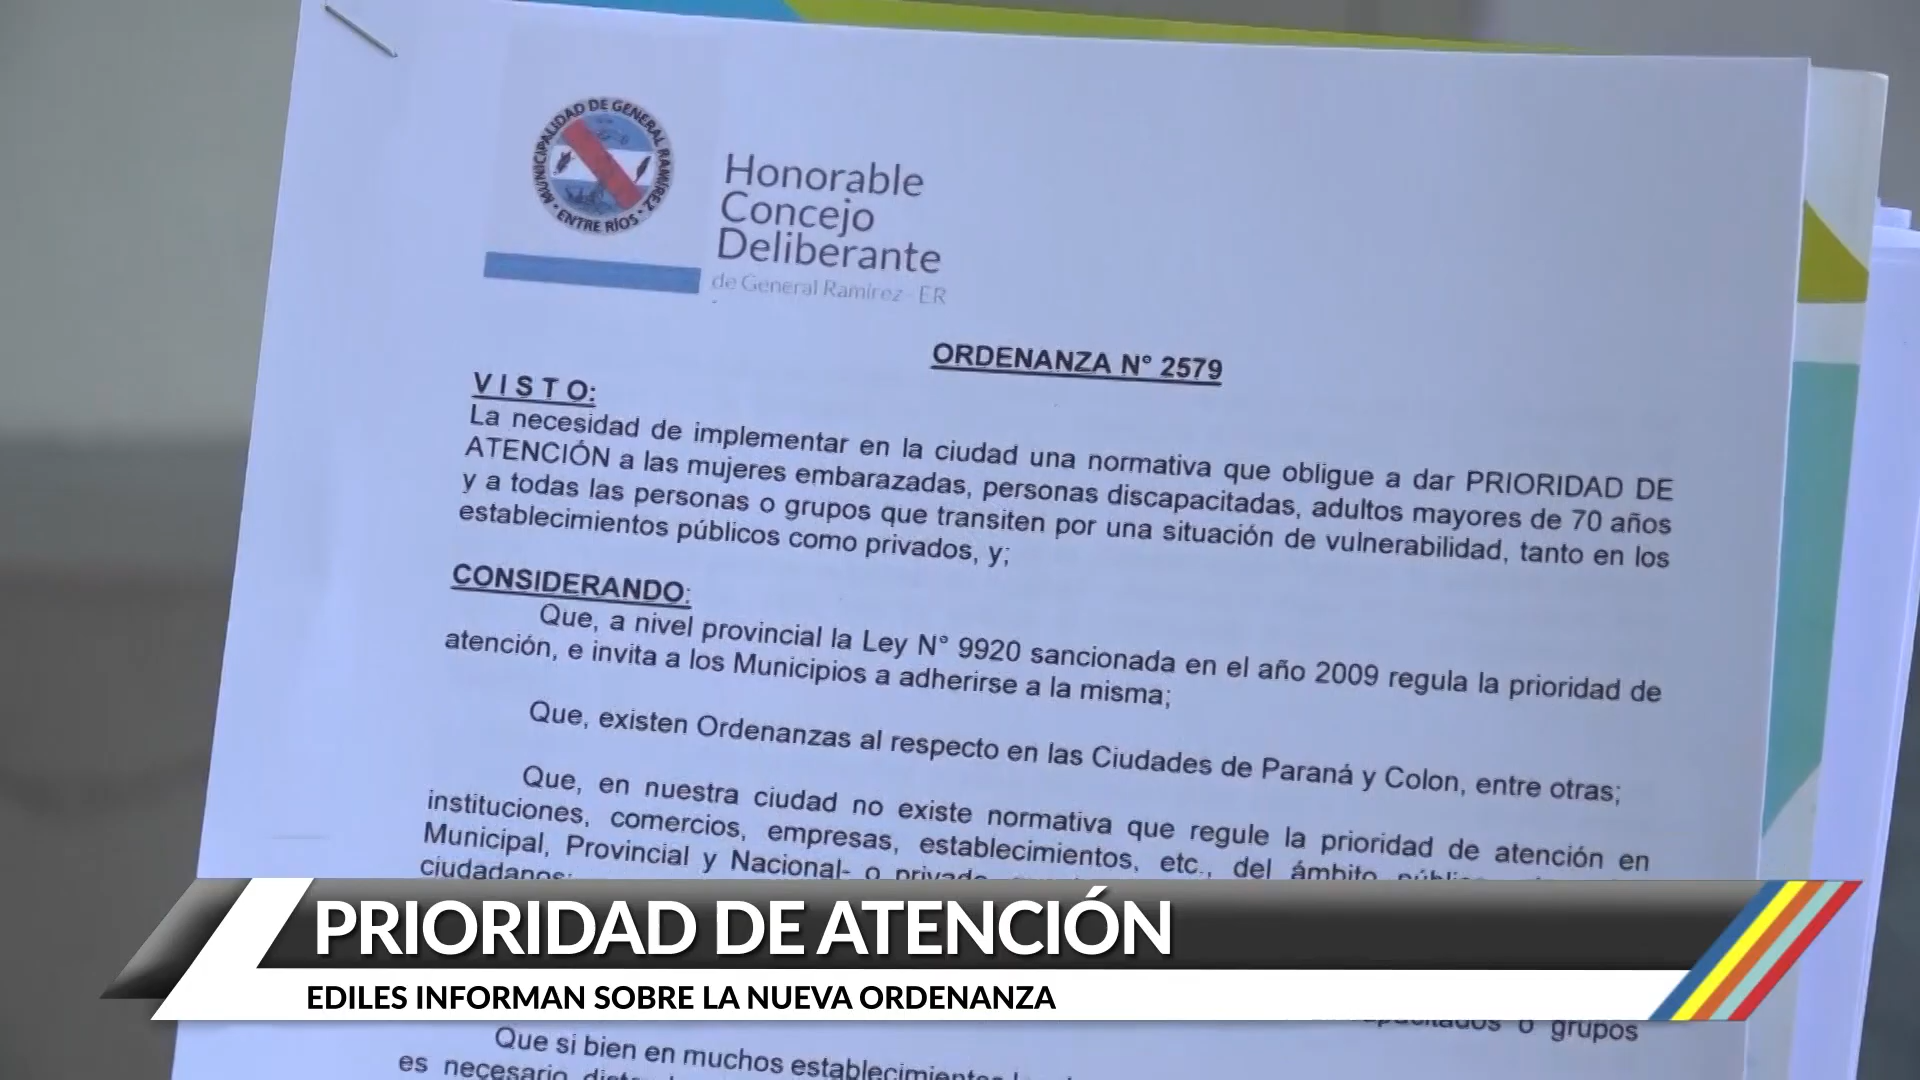 MUNICIPALIDAD DE GENERAL RAMÍREZ
• ENTRE RÍOS •
Honorable
Concejo
Deliberante
de General Ramírez - ER
ORDENANZA N° 2579
V I S T O:
La necesidad de implementar en la ciudad una normativa que obligue a dar PRIORIDAD DE
ATENCIÓN a las mujeres embarazadas, personas discapacitadas, adultos mayores de 70 años
y a todas las personas o grupos que transiten por una situación de vulnerabilidad, tanto en los
establecimientos públicos como privados, y;
CONSIDERANDO:
Que, a nivel provincial la Ley N° 9920 sancionada en el año 2009 regula la prioridad de
atención, e invita a los Municipios a adherirse a la misma;
Que, existen Ordenanzas al respecto en las Ciudades de Paraná y Colon, entre otras;
Que, en nuestra ciudad no existe normativa que regule la prioridad de atención en
instituciones, comercios, empresas, establecimientos, etc., del ámbito
Municipal, Provincial y Nacional- o privado
ciudadanos;
PRIORIDAD DE ATENCIÓN
EDILES INFORMAN SOBRE LA NUEVA ORDENANZA
o grupos
Que si bien en muchos establecimientos
es necesario